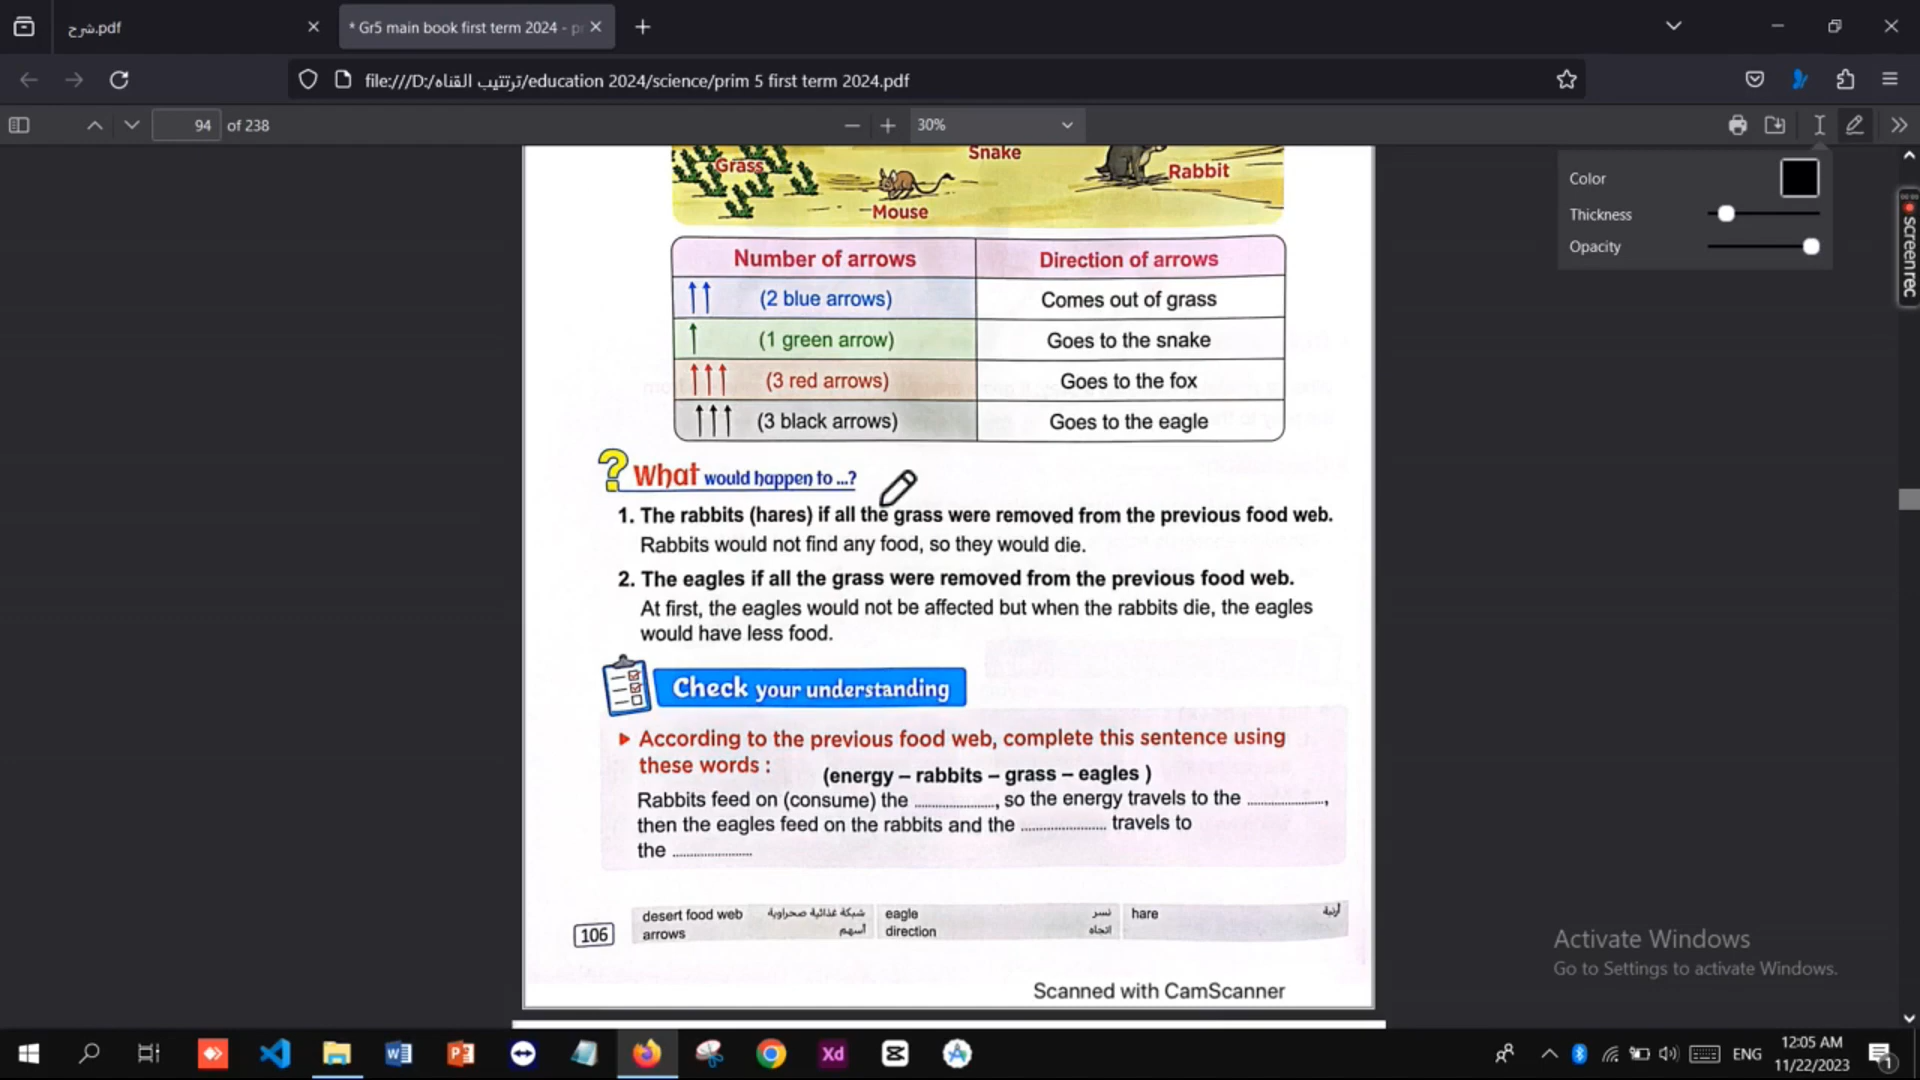 شرح.pdf
* Gr5 main book first term 2024 - pr
file:///D:/ترتتيب القناه/education 2024/science/prim 5 first term 2024.pdf
94 of 238
30%
Color
Thickness
Opacity
screenrec
Grass
Snake
Rabbit
Mouse
Number of arrows Direction of arrows
(2 blue arrows) Comes out of grass
(1 green arrow) Goes to the snake
(3 red arrows) Goes to the fox
(3 black arrows) Goes to the eagle
? What would happen to ...?
1. The rabbits (hares) if all the grass were removed from the previous food web.
Rabbits would not find any food, so they would die.
2. The eagles if all the grass were removed from the previous food web.
At first, the eagles would not be affected but when the rabbits die, the eagles
would have less food.
Check your understanding
According to the previous food web, complete this sentence using
these words :
(energy – rabbits – grass – eagles )
Rabbits feed on (consume) the ...................., so the energy travels to the ....................,
then the eagles feed on the rabbits and the ...................... travels to
the ....................
106
desert food web شبكة غذائية صحراوية eagle نسر hare أرنبة
arrows أسهم direction اتجاه
Scanned with CamScanner
Activate Windows
Go to Settings to activate Windows.
Xd
ENG
12:05 AM
11/22/2023
1